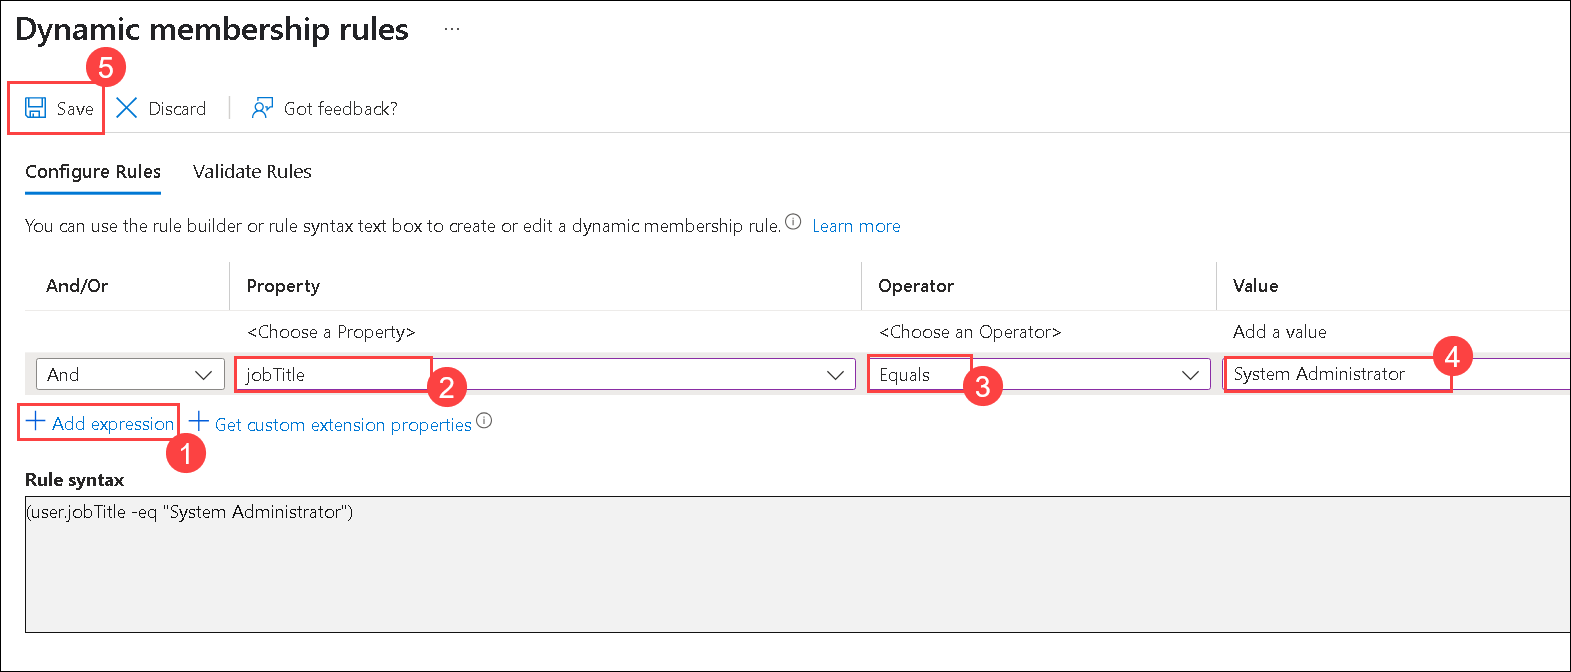 Dynamic membership rules ...
5
Save Discard Got feedback?
Configure Rules Validate Rules
You can use the rule builder or rule syntax text box to create or edit a dynamic membership rule. Learn more
And/Or Property Operator Value
<Choose a Property> <Choose an Operator> Add a value
And jobTitle 2 Equals 3 System Administrator 4
+ Add expression 1 + Get custom extension properties
Rule syntax
(user.jobTitle -eq "System Administrator")